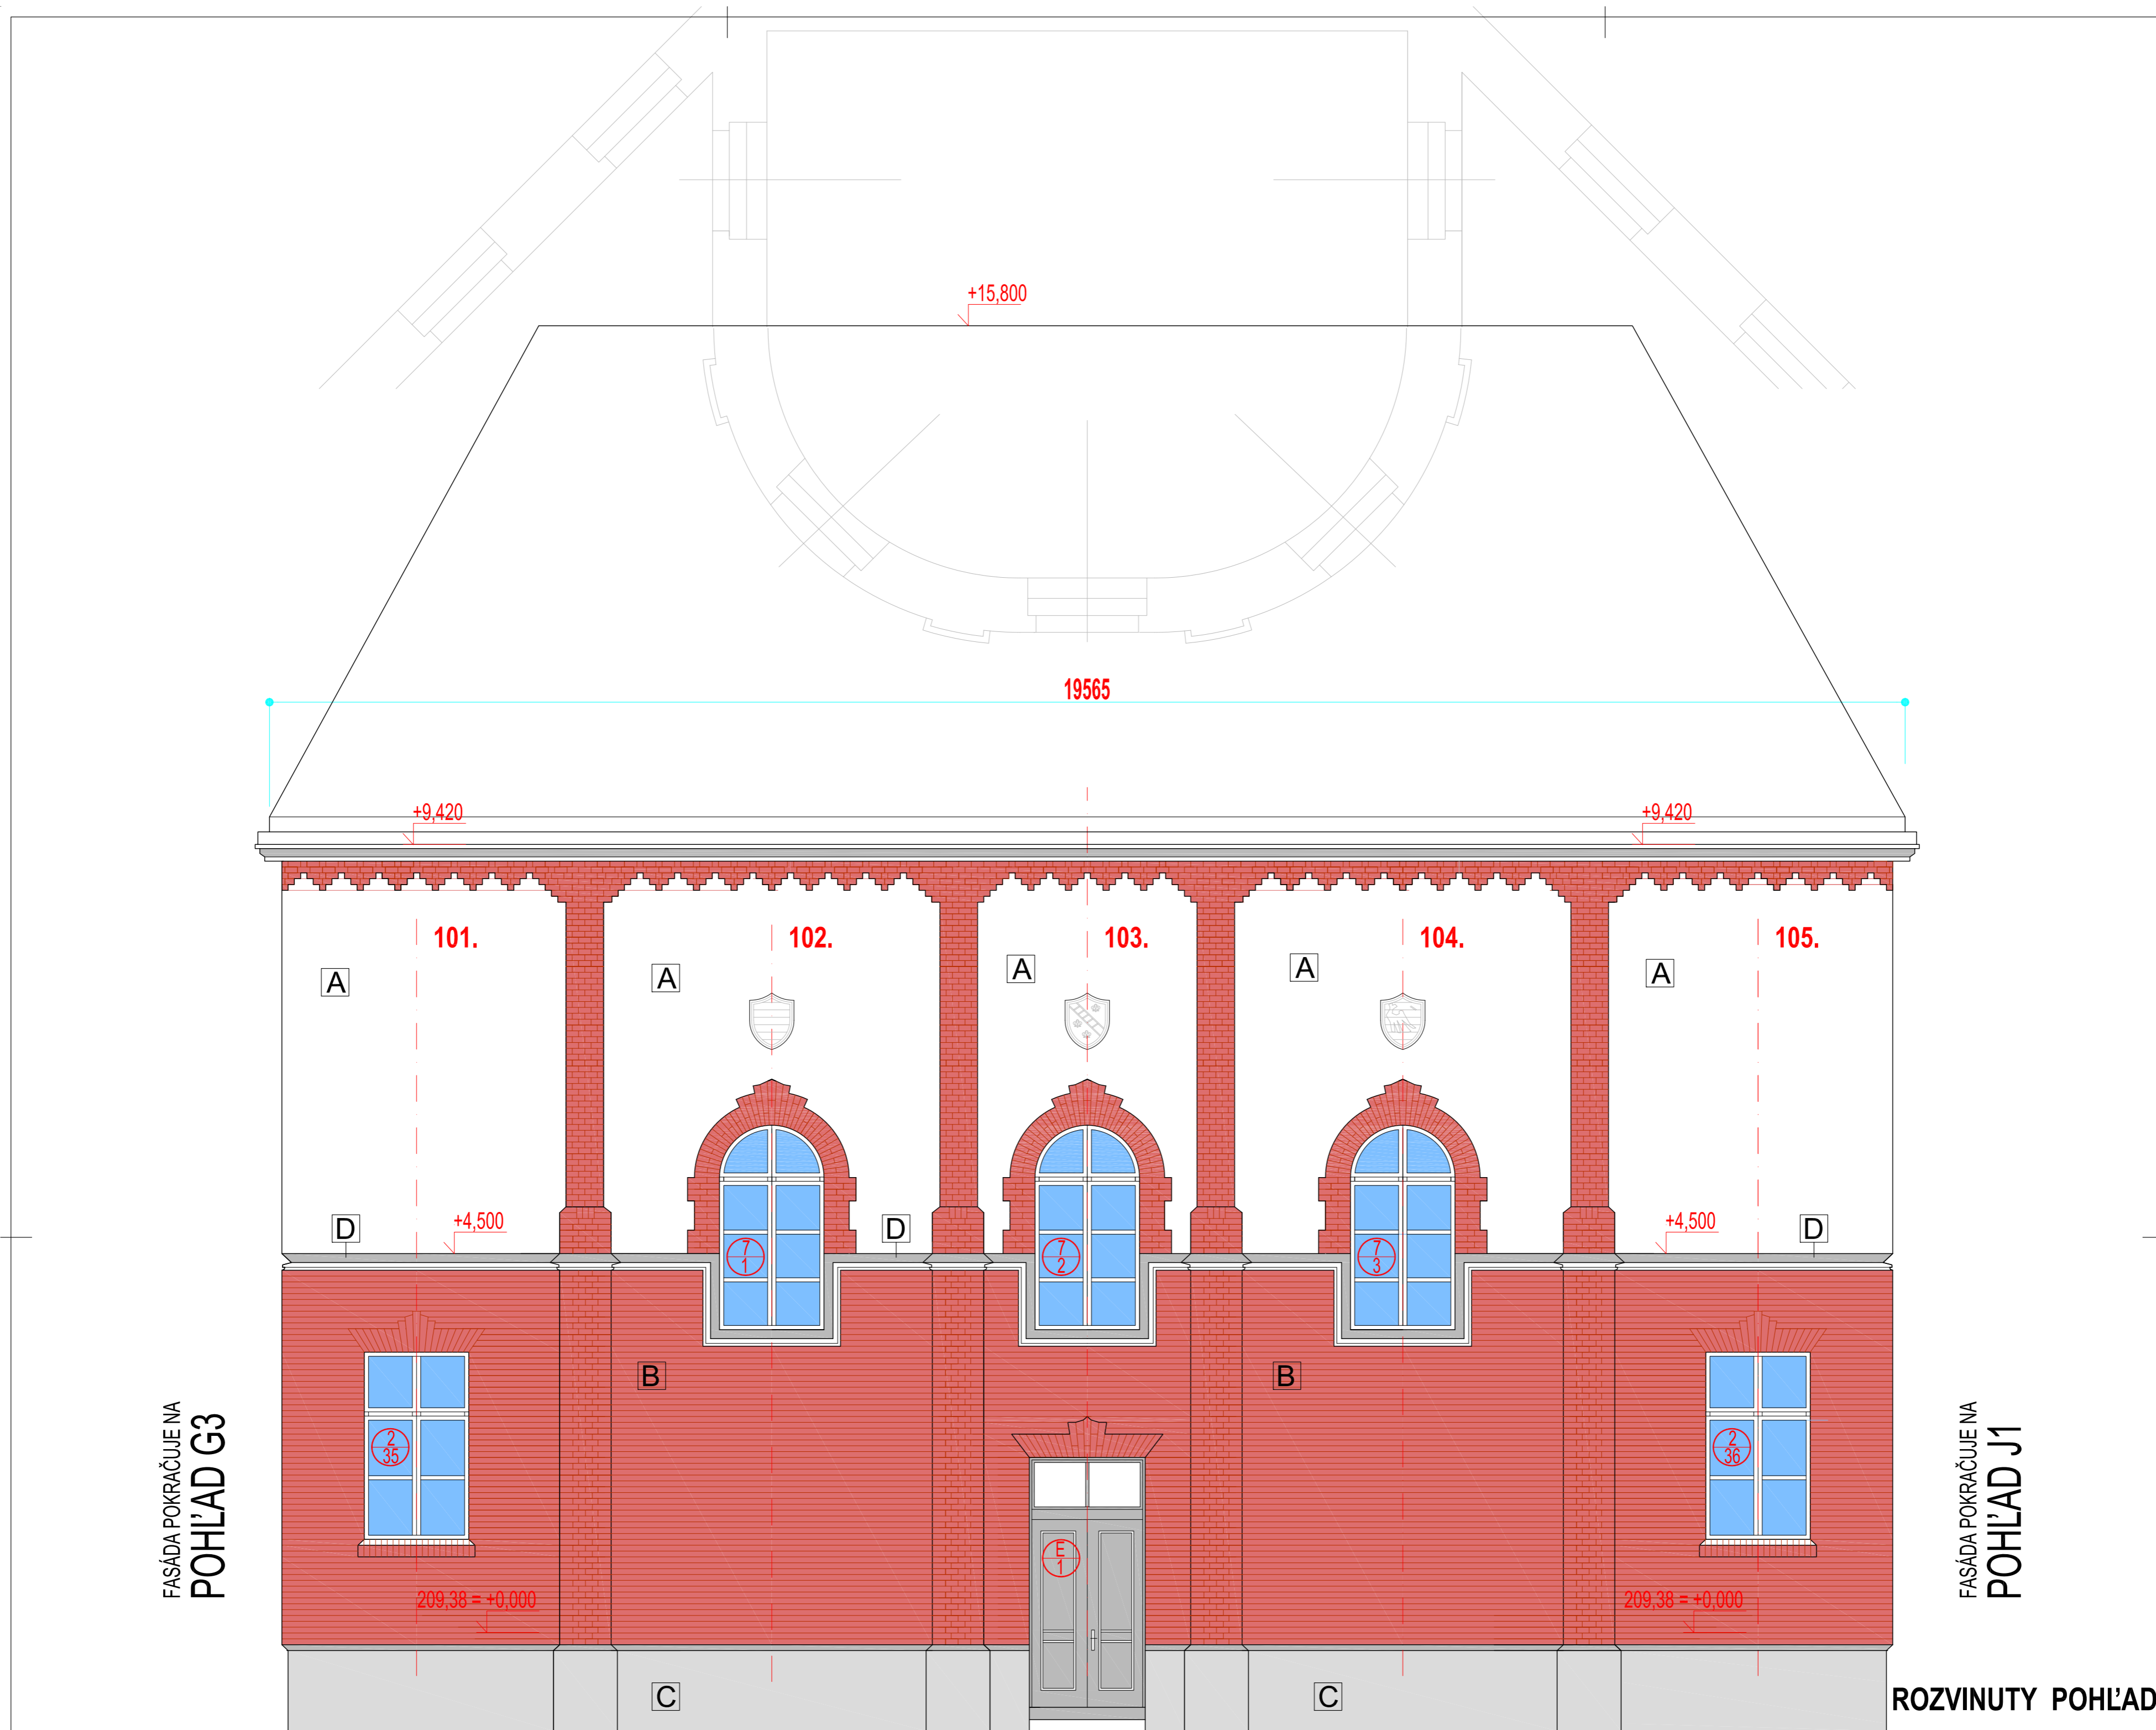 +15,800
19565
+9,420
+9,420
101.
102.
103.
104.
105.
A
A
A
A
A
D
+4,500
D
+4,500
D
7
1
7
2
7
3
B
B
2
35
2
36
FASÁDA POKRAČUJE NA
POHĽAD G3
FASÁDA POKRAČUJE NA
POHĽAD J1
E
1
209,38 = +0,000
209,38 = +0,000
C
C
ROZVINUTY POHĽAD